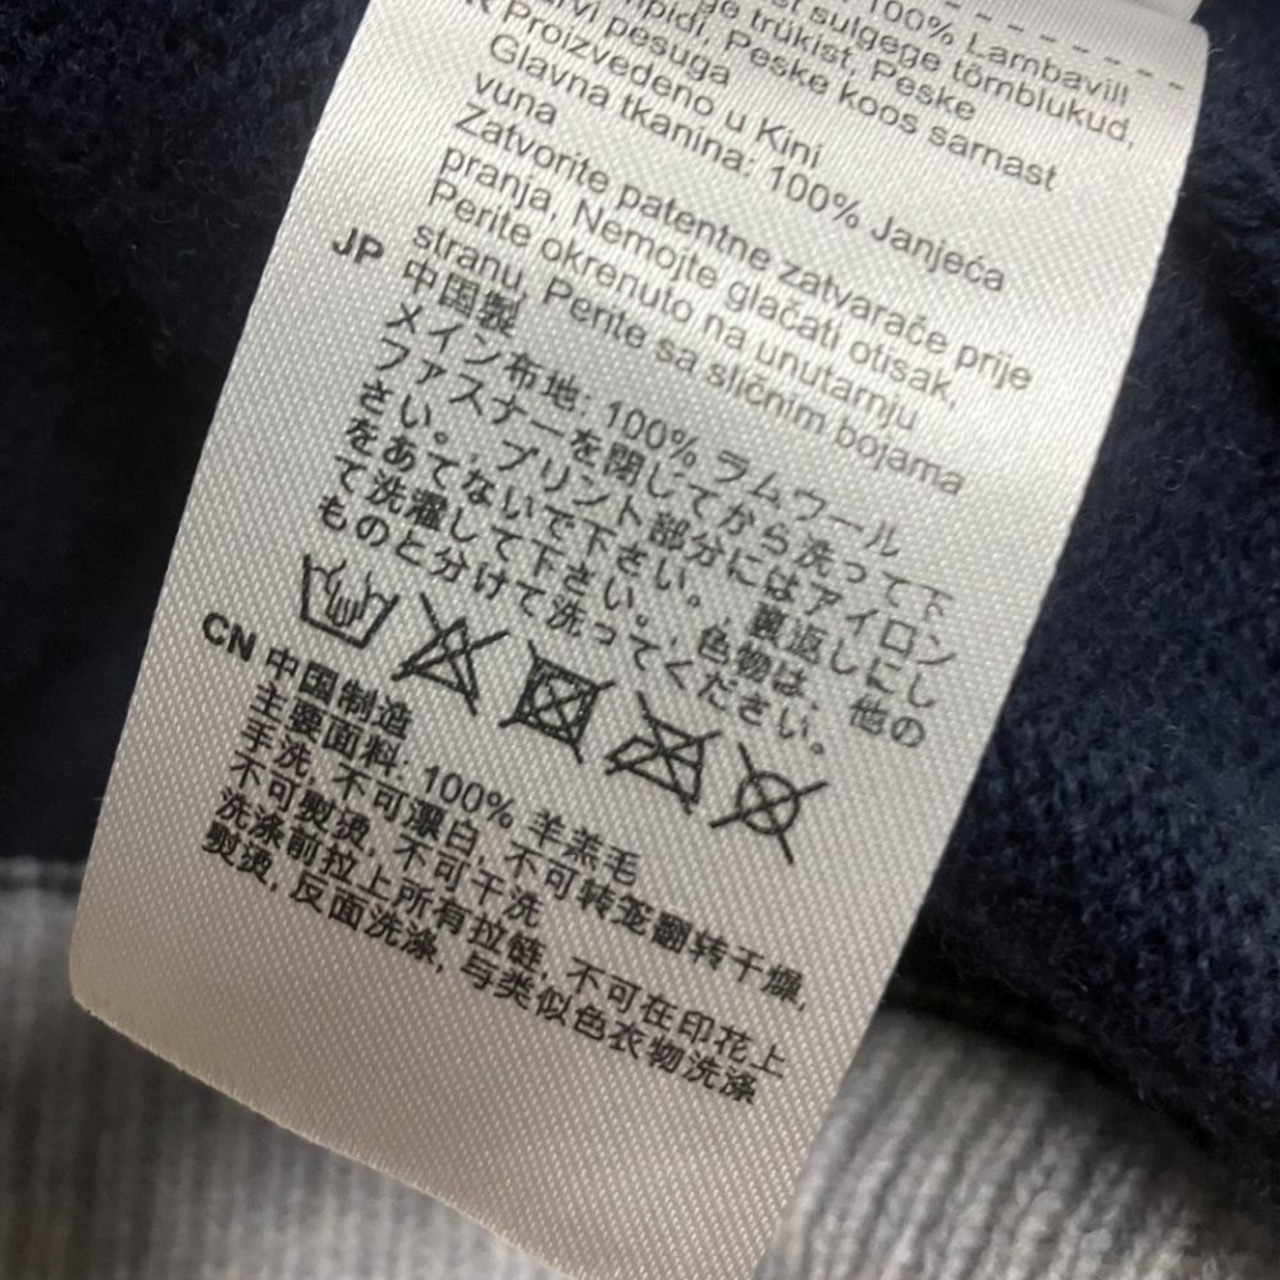 100% Lambavill
sulgege tõmblukud,
ge trükist, Peske
ipidi, Peske koos sarnast
rvi pesuga
Proizvedeno u Kini
Glavna tkanina: 100% Janjeća
vuna
Zatvorite patentne zatvarače prije
pranja, Nemojte glačati otisak,
Perite okrenuto na unutarnju
stranu, Perite sa sličnim bojama
JP 中国製
メイン布地: 100% ラムウール
ファスナーを閉じてから洗って下
さい。, プリント部分にはアイロン
をあてないで下さい。, 裏返しにし
て洗濯して下さい。, 色物は、他の
ものと分けて洗ってください。
CN 中国制造
主要面料: 100% 羊羔毛
手洗, 不可漂白, 不可转笼翻转干燥,
不可熨烫, 不可干洗
洗涤前拉上所有拉链, 不可在印花上
熨烫, 反面洗涤, 与类似色衣物洗涤